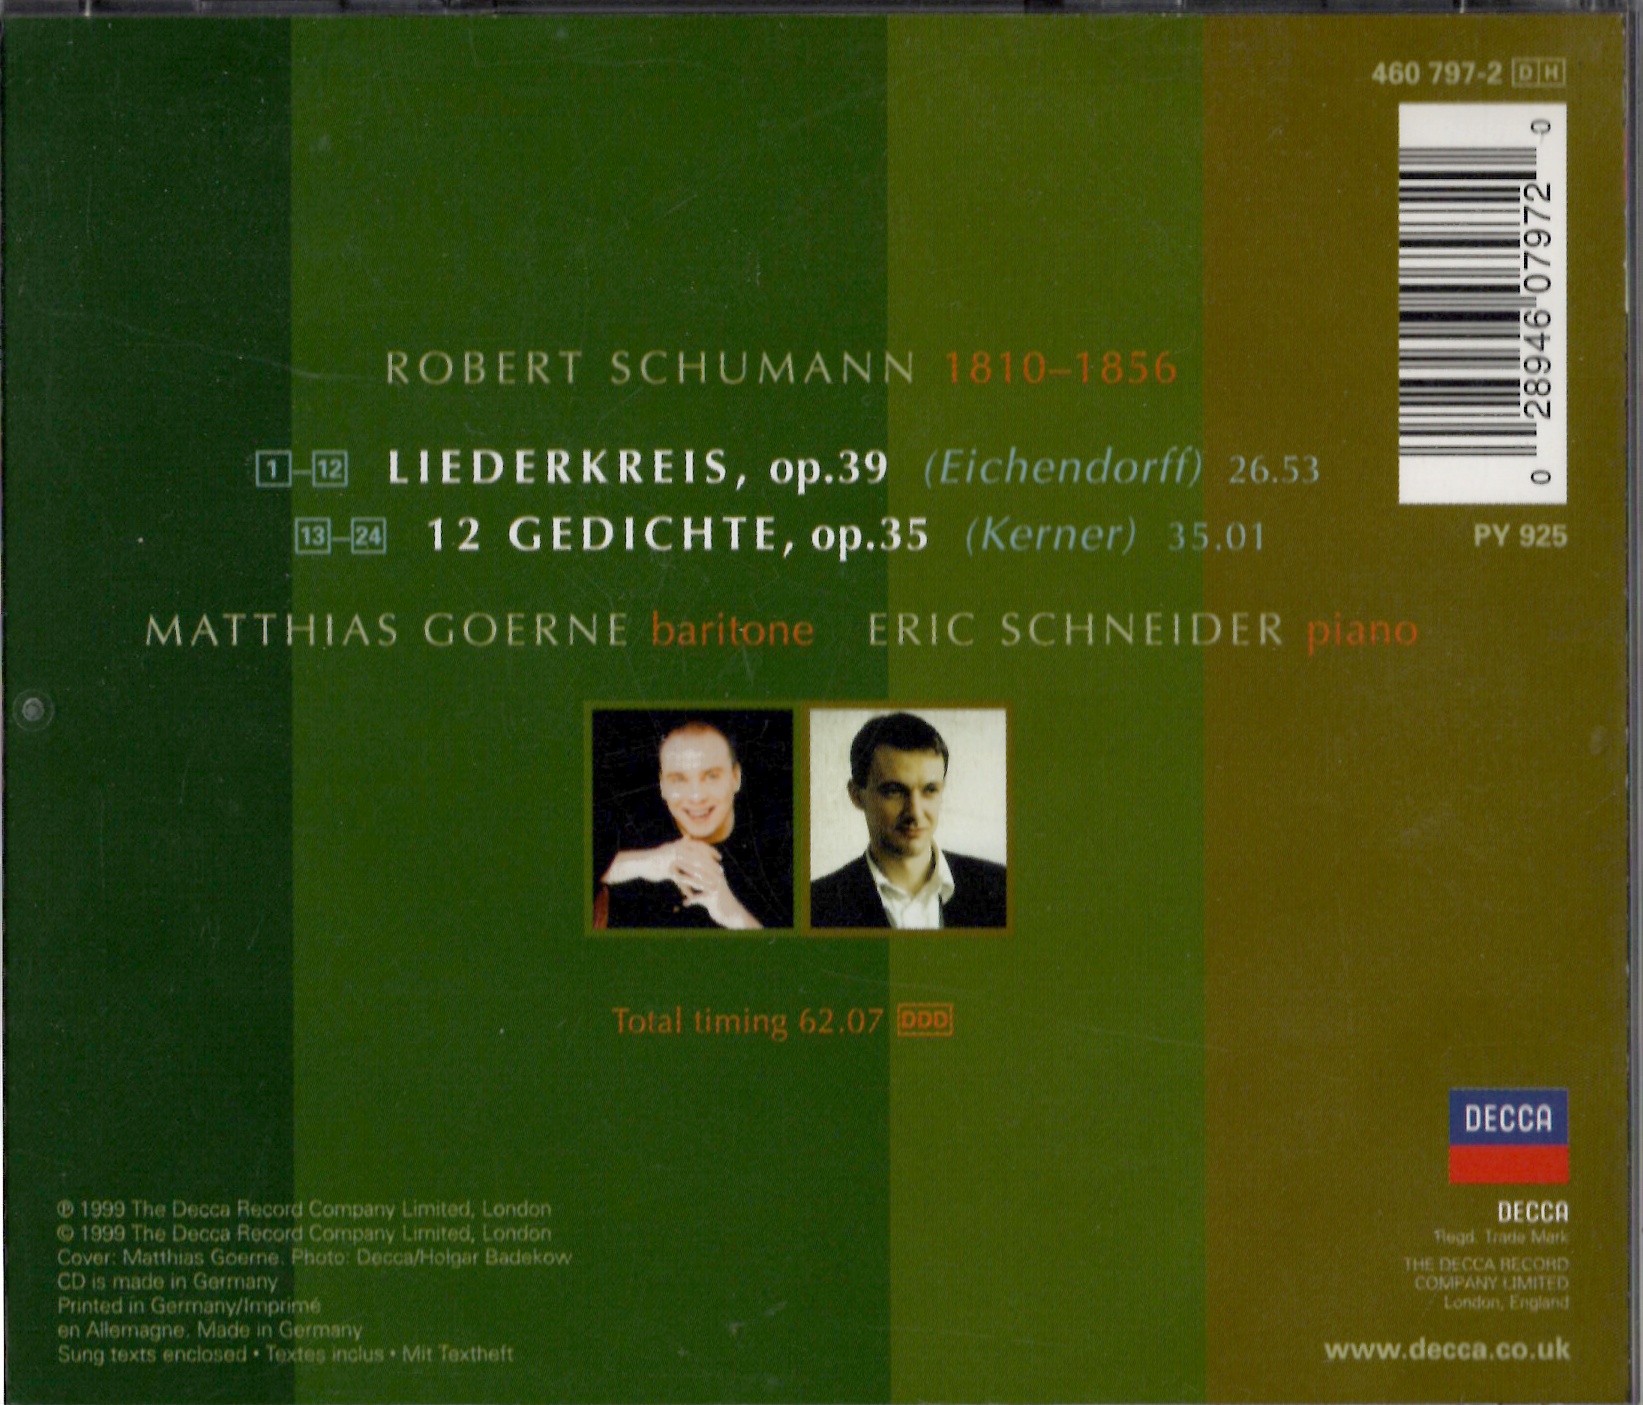 460 797-2 DH
0 28946 07972 0
PY 925
ROBERT SCHUMANN 1810–1856
1–12 LIEDERKREIS, op.39 (Eichendorff) 26.53
13–24 12 GEDICHTE, op.35 (Kerner) 35.01
MATTHIAS GOERNE baritone ERIC SCHNEIDER piano
Total timing 62.07 DDD
℗ 1999 The Decca Record Company Limited, London
© 1999 The Decca Record Company Limited, London
Cover: Matthias Goerne. Photo: Decca/Holgar Badekow
CD is made in Germany
Printed in Germany/Imprimé
en Allemagne. Made in Germany
Sung texts enclosed • Textes inclus • Mit Textheft
DECCA
DECCA
Regd. Trade Mark
THE DECCA RECORD
COMPANY LIMITED
London, England
www.decca.co.uk